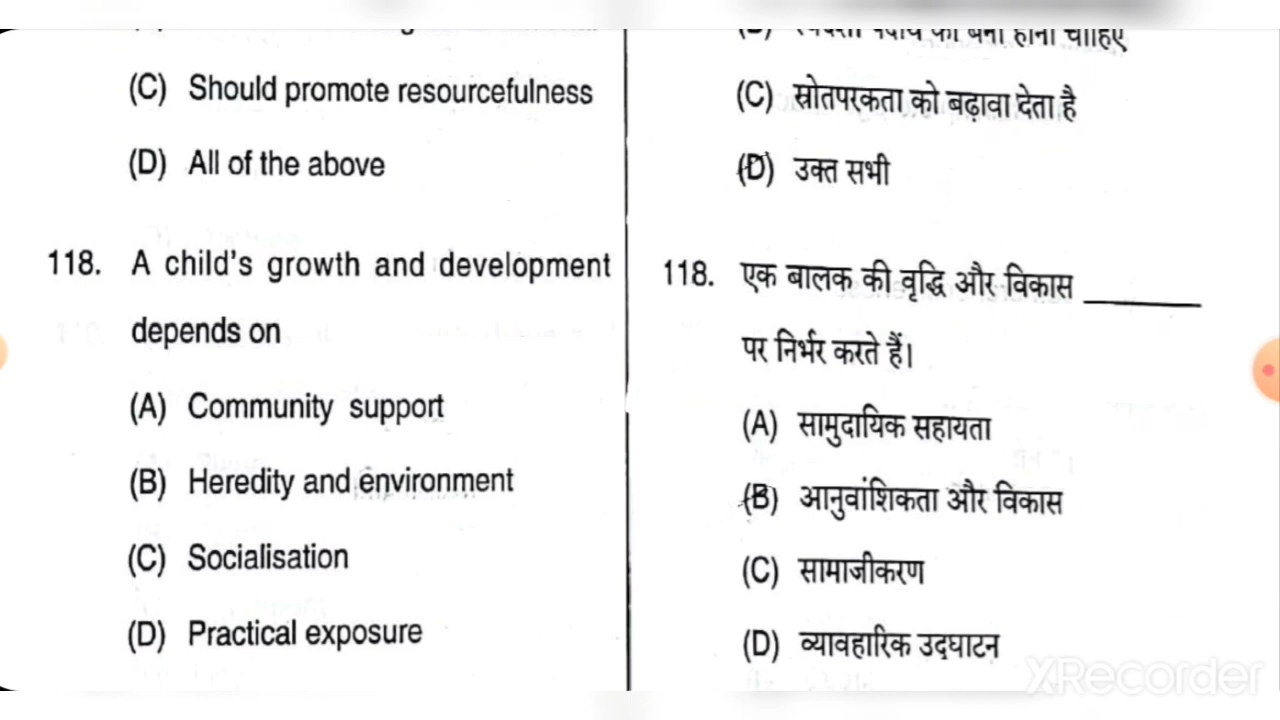 (C) Should promote resourcefulness
(D) All of the above
118. A child's growth and development
depends on
(A) Community support
(B) Heredity and environment
(C) Socialisation
(D) Practical exposure
की बनी होनी चाहिए
(C) स्रोतपरकता को बढ़ावा देता है
(D) उक्त सभी
118. एक बालक की वृद्धि और विकास ______
पर निर्भर करते हैं।
(A) सामुदायिक सहायता
(B) आनुवांशिकता और विकास
(C) सामाजीकरण
(D) व्यावहारिक उदघाटन
XRecorder